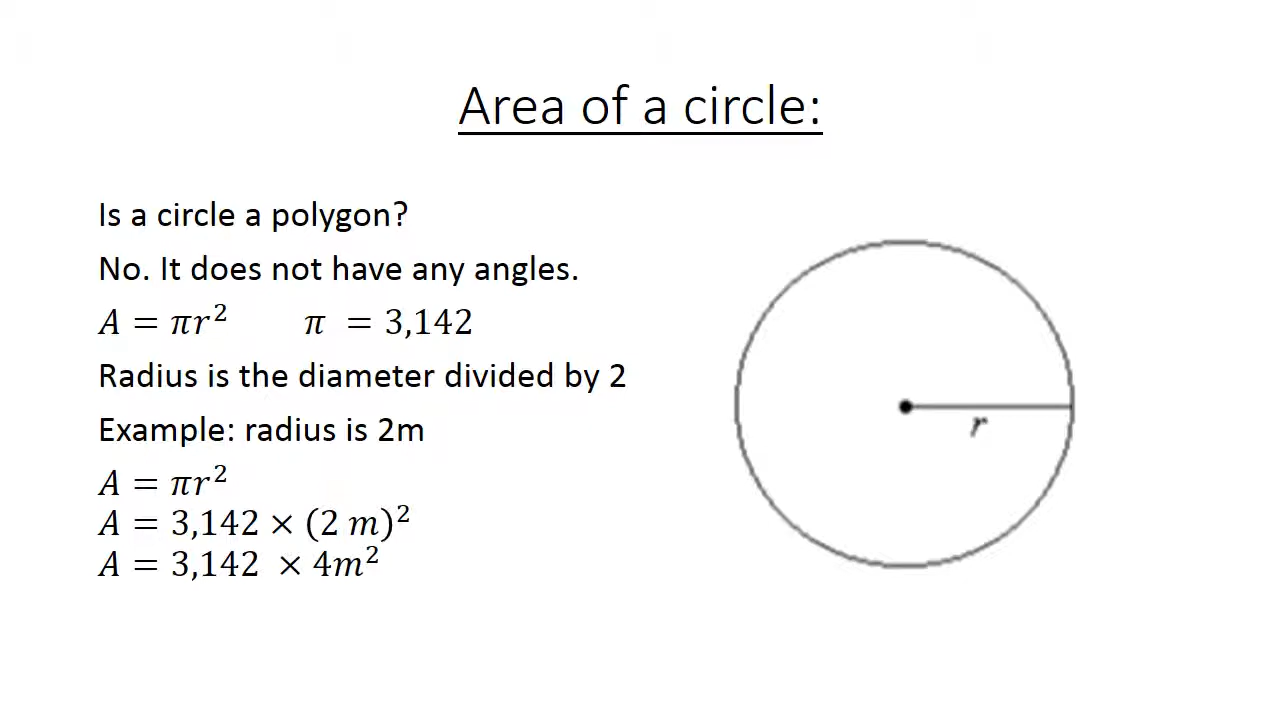 Area of a circle:
Is a circle a polygon?
No. It does not have any angles.
A = πr² π = 3,142
Radius is the diameter divided by 2
Example: radius is 2m
A = πr²
A = 3,142 × (2 m)²
A = 3,142 × 4m²
r